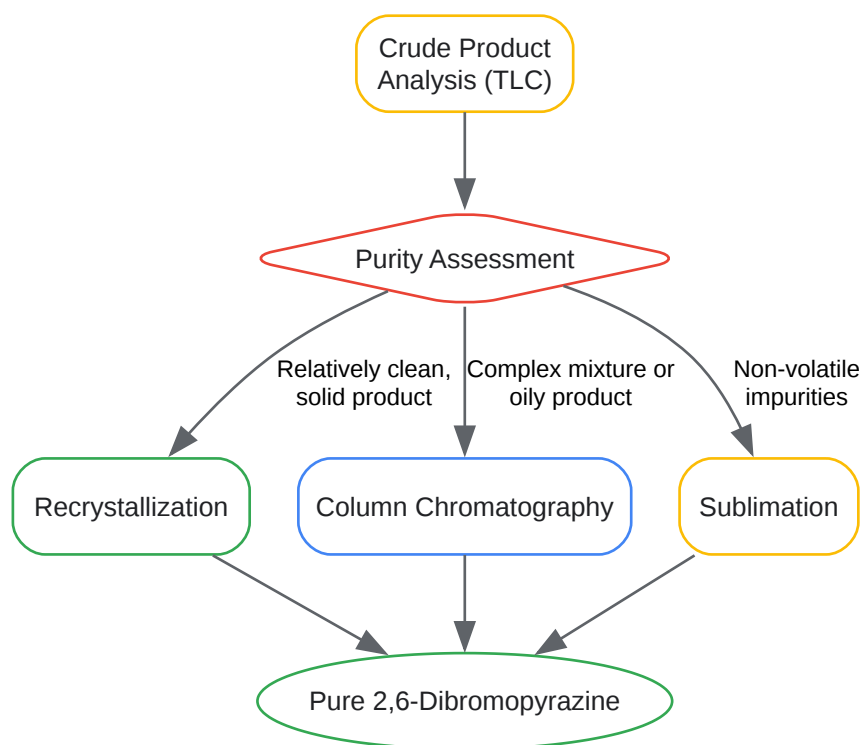 Crude Product
Analysis (TLC)
Purity Assessment
Relatively clean,
solid product
Complex mixture or
oily product
Non-volatile
impurities
Recrystallization
Column Chromatography
Sublimation
Pure 2,6-Dibromopyrazine